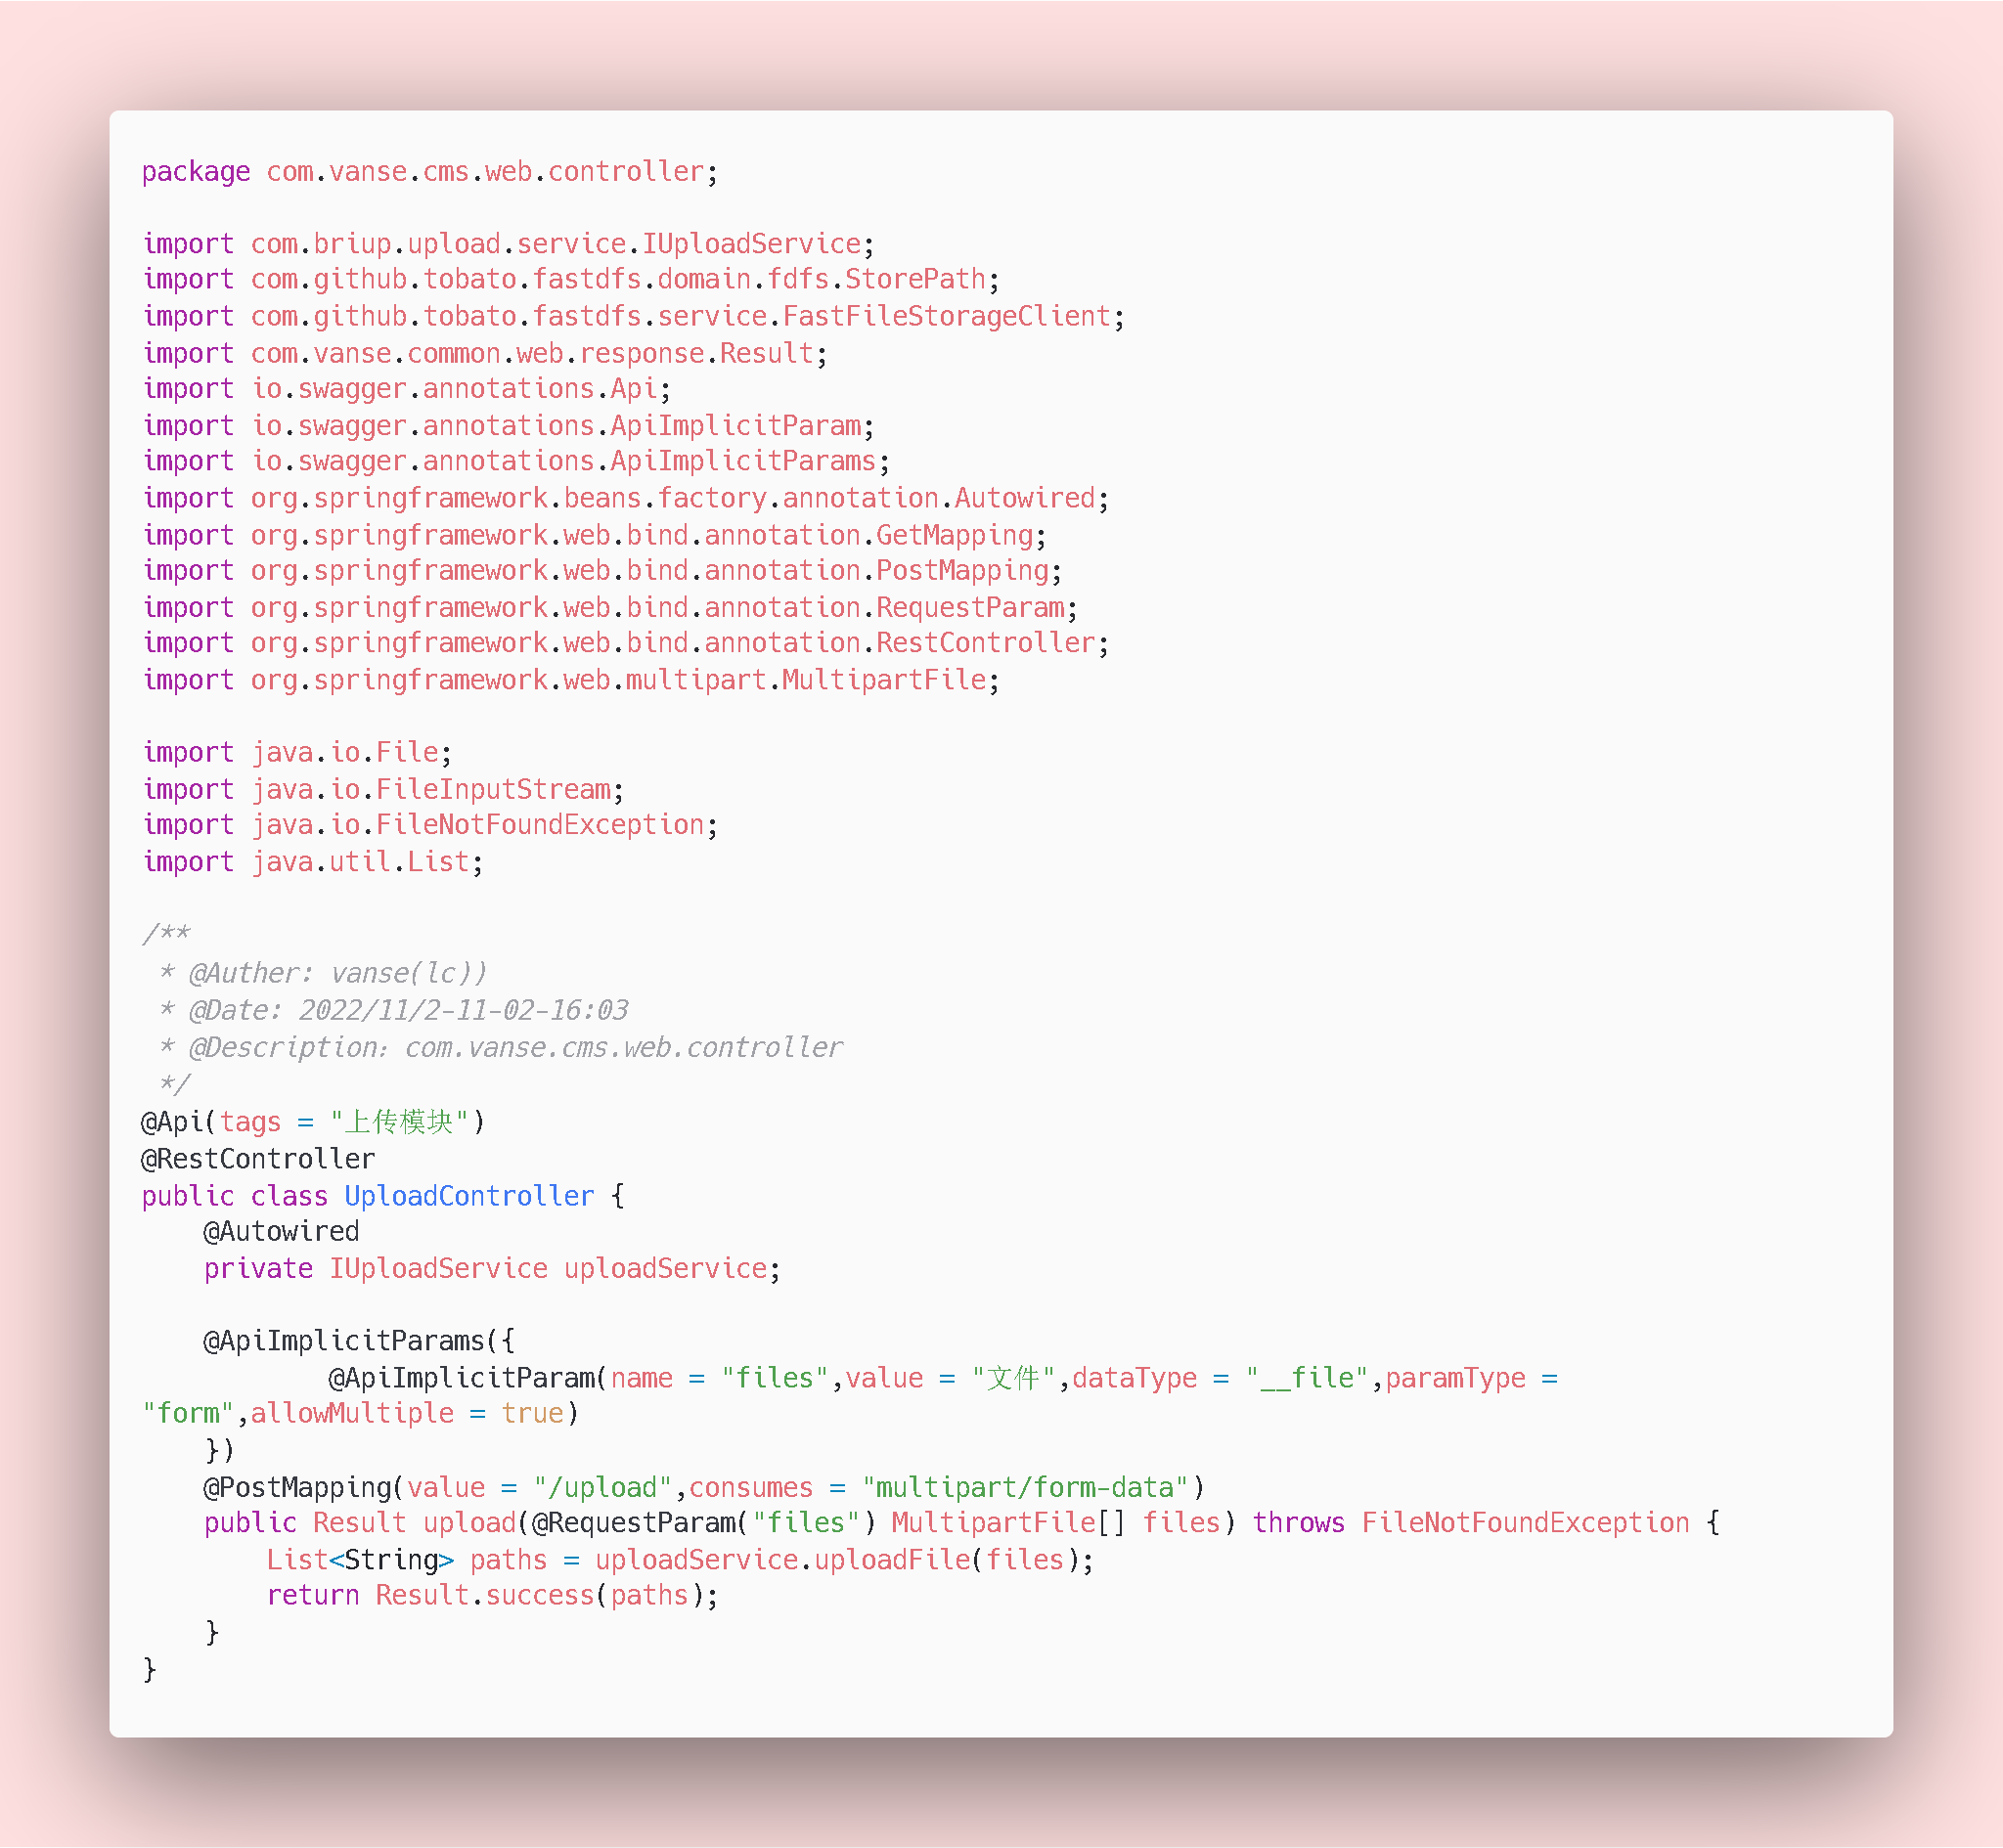 package com.vanse.cms.web.controller;

import com.briup.upload.service.IUploadService;
import com.github.tobato.fastdfs.domain.fdfs.StorePath;
import com.github.tobato.fastdfs.service.FastFileStorageClient;
import com.vanse.common.web.response.Result;
import io.swagger.annotations.Api;
import io.swagger.annotations.ApiImplicitParam;
import io.swagger.annotations.ApiImplicitParams;
import org.springframework.beans.factory.annotation.Autowired;
import org.springframework.web.bind.annotation.GetMapping;
import org.springframework.web.bind.annotation.PostMapping;
import org.springframework.web.bind.annotation.RequestParam;
import org.springframework.web.bind.annotation.RestController;
import org.springframework.web.multipart.MultipartFile;

import java.io.File;
import java.io.FileInputStream;
import java.io.FileNotFoundException;
import java.util.List;

/**
 * @Auther: vanse(lc))
 * @Date: 2022/11/2-11-02-16:03
 * @Description：com.vanse.cms.web.controller
 */
@Api(tags = "上传模块")
@RestController
public class UploadController {
    @Autowired
    private IUploadService uploadService;

    @ApiImplicitParams({
            @ApiImplicitParam(name = "files",value = "文件",dataType = "__file",paramType =
"form",allowMultiple = true)
    })
    @PostMapping(value = "/upload",consumes = "multipart/form-data")
    public Result upload(@RequestParam("files") MultipartFile[] files) throws FileNotFoundException {
        List<String> paths = uploadService.uploadFile(files);
        return Result.success(paths);
    }
}